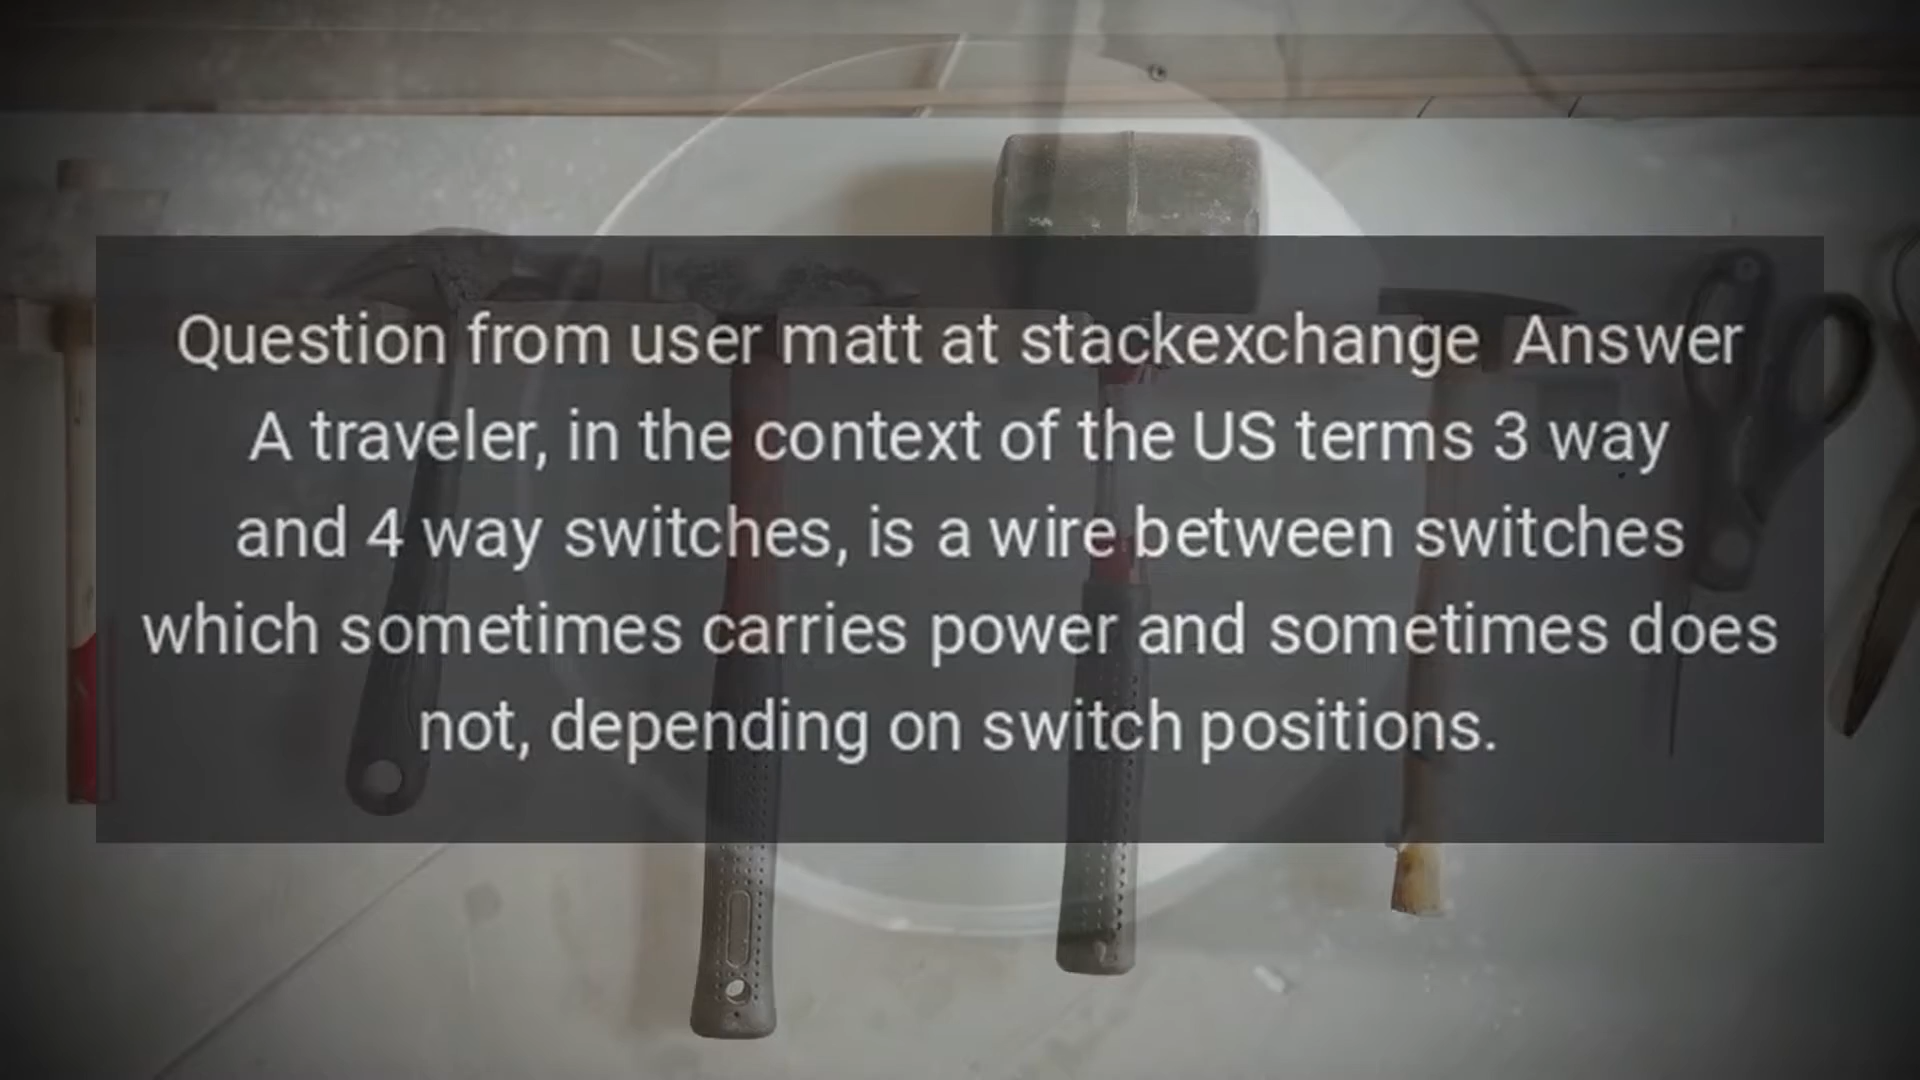 Question from user matt at stackexchange  Answer
A traveler, in the context of the US terms 3 way
and 4 way switches, is a wire between switches
which sometimes carries power and sometimes does
not, depending on switch positions.